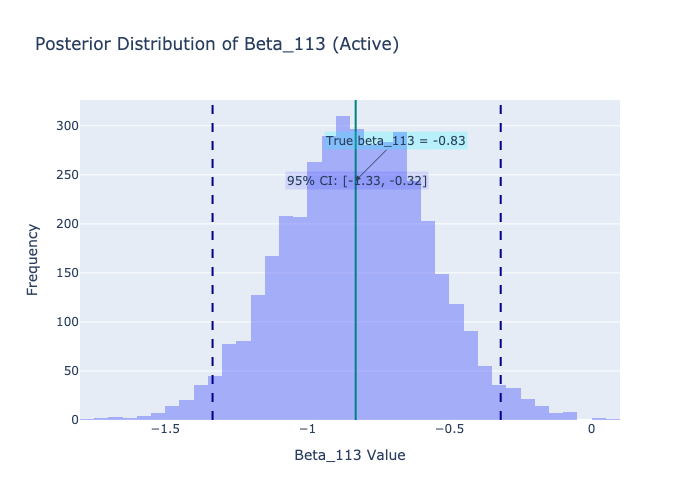 Posterior Distribution of Beta_113 (Active)
300
250
200
150
100
50
0
Frequency
True beta_113 = -0.83
95% CI: [-1.33, -0.32]
−1.5
−1
−0.5
0
Beta_113 Value